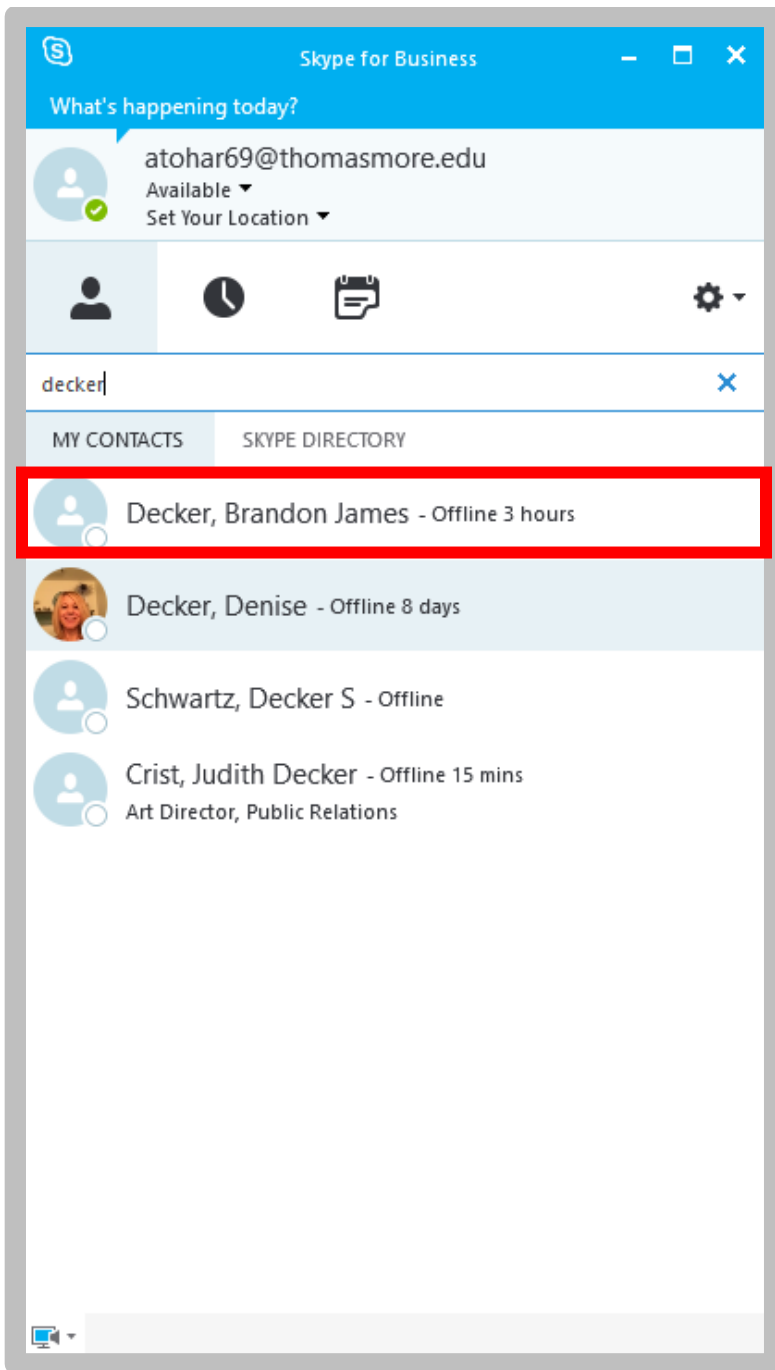 Skype for Business
What's happening today?
atohar69@thomasmore.edu
Available
Set Your Location
decker
MY CONTACTS SKYPE DIRECTORY
Decker, Brandon James - Offline 3 hours
Decker, Denise - Offline 8 days
Schwartz, Decker S - Offline
Crist, Judith Decker - Offline 15 mins
Art Director, Public Relations